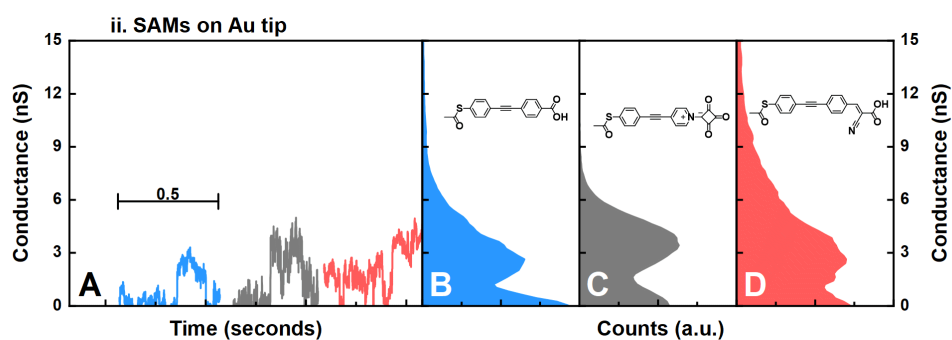 ii. SAMs on Au tip
Conductance (nS)
15
12
9
6
3
0
0.5
A
Time (seconds)
B
S
O
O
OH
C
S
O
+
N
-
O
O
O
O
D
S
O
N
O
OH
Counts (a.u.)
15
12
9
6
3
0
Conductance (nS)